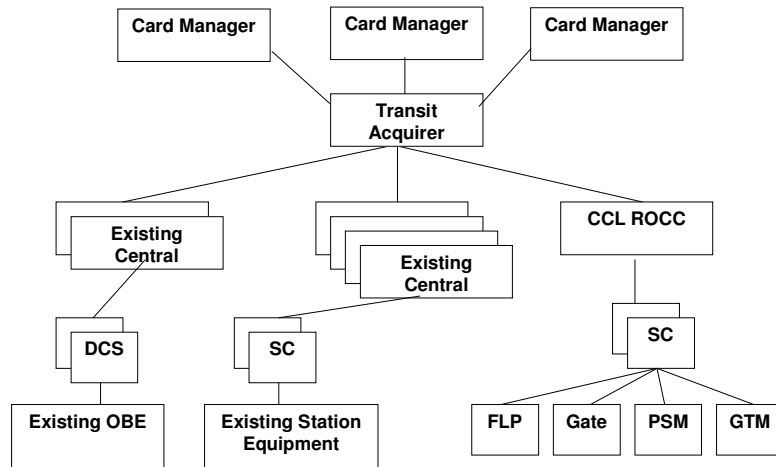 Card Manager
Card Manager
Card Manager
Transit
Acquirer
Existing
Central
Existing
Central
CCL ROCC
DCS
SC
SC
Existing OBE
Existing Station
Equipment
FLP
Gate
PSM
GTM